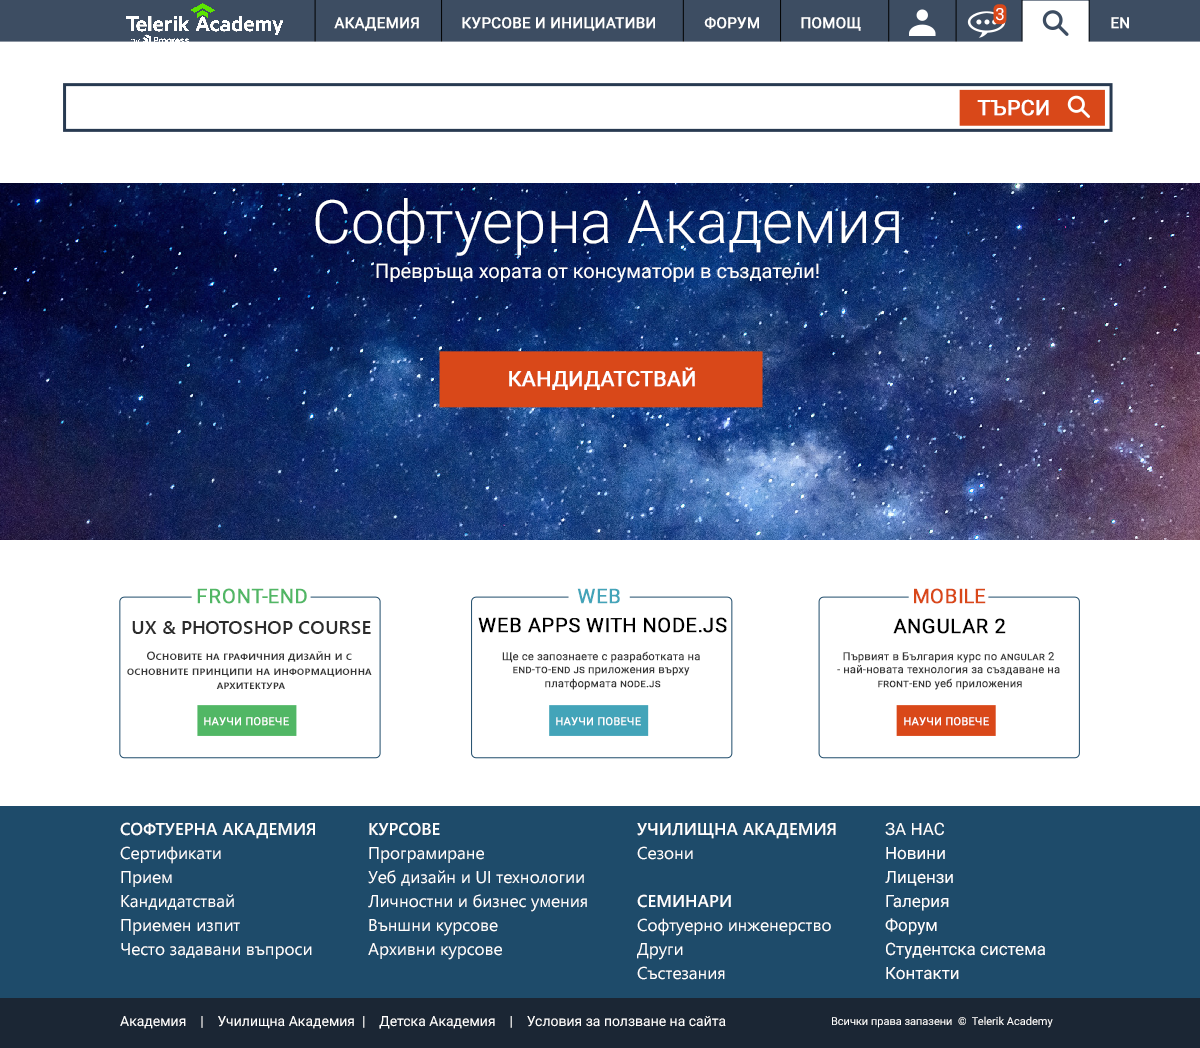 Telerik Academy
by Progress
АКАДЕМИЯ
КУРСОВЕ И ИНИЦИАТИВИ
ФОРУМ
ПОМОЩ
3
EN
ТЪРСИ
Софтуерна Академия
Превръща хората от консуматори в създатели!
КАНДИДАТСТВАЙ
FRONT-END
UX & PHOTOSHOP COURSE
Основите на графичния дизайн и с
основните принципи на информационна
архитектура
НАУЧИ ПОВЕЧЕ
WEB
WEB APPS WITH NODE.JS
Ще се запознаете с разработката на
END-TO-END JS приложения върху
платформата NODE.JS
НАУЧИ ПОВЕЧЕ
MOBILE
ANGULAR 2
Първият в България курс по ANGULAR 2
- най-новата технология за създаване на
FRONT-END уеб приложения
НАУЧИ ПОВЕЧЕ
СОФТУЕРНА АКАДЕМИЯ
Сертификати
Прием
Кандидатствай
Приемен изпит
Често задавани въпроси
КУРСОВЕ
Програмиране
Уеб дизайн и UI технологии
Личностни и бизнес умения
Външни курсове
Архивни курсове
УЧИЛИЩНА АКАДЕМИЯ
Сезони
СЕМИНАРИ
Софтуерно инженерство
Други
Състезания
ЗА НАС
Новини
Лицензи
Галерия
Форум
Студентска система
Контакти
Академия | Училищна Академия | Детска Академия | Условия за ползване на сайта
Всички права запазени © Telerik Academy